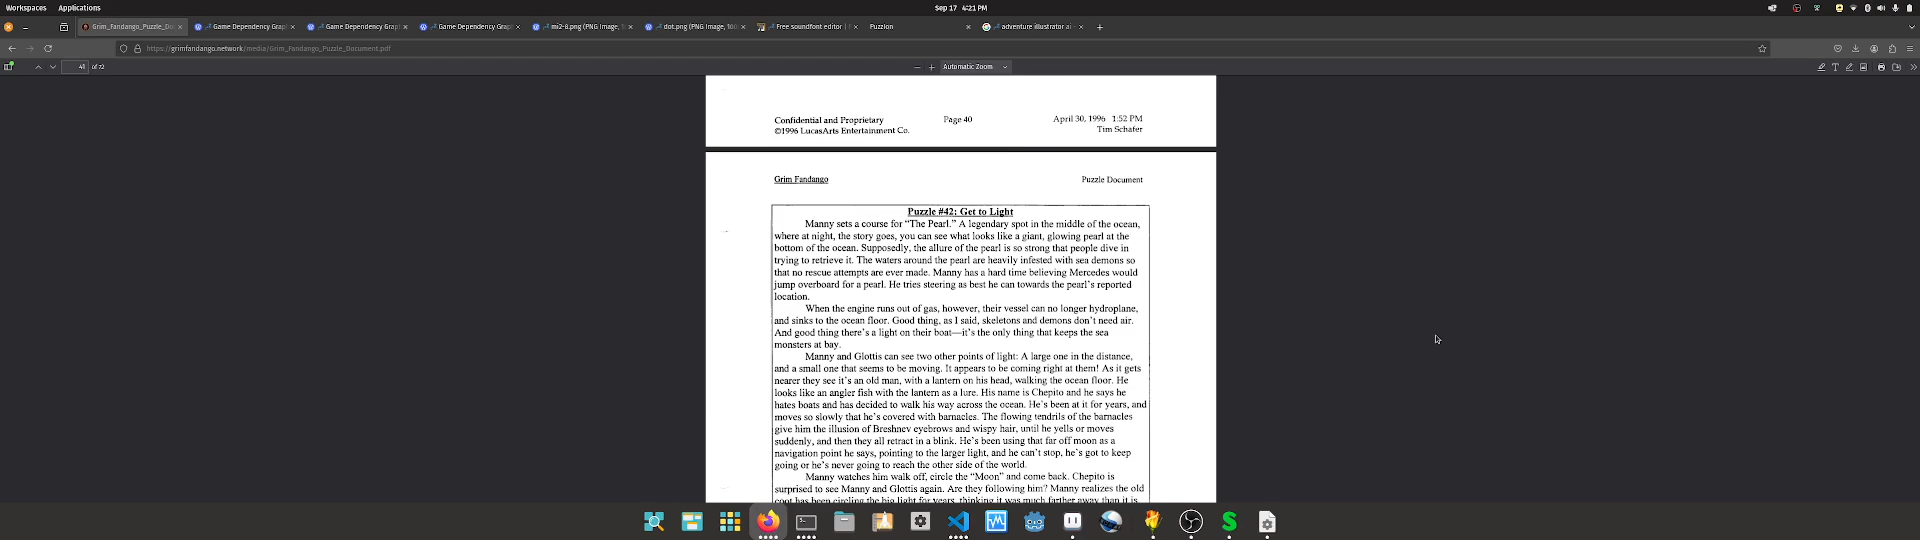 Workspaces Applications Sep 17 4:21 PM
Grim_Fandango_Puzzle_Do Game Dependency Grap Game Dependency Grap Game Dependency Grap mi2-8.png (PNG Image, dot.png (PNG Image, 100 Free soundfont editor | Puzzlon adventure illustrator ai -
https://grimfandango.network/media/Grim_Fandango_Puzzle_Document.pdf
41 of 72 Automatic Zoom
Confidential and Proprietary Page 40 April 30, 1996 1:52 PM
©1996 LucasArts Entertainment Co. Tim Schafer
Grim Fandango Puzzle Document
Puzzle #42: Get to Light
Manny sets a course for “The Pearl.” A legendary spot in the middle of the ocean,
where at night, the story goes, you can see what looks like a giant, glowing pearl at the
bottom of the ocean. Supposedly, the allure of the pearl is so strong that people dive in
trying to retrieve it. The waters around the pearl are heavily infested with sea demons so
that no rescue attempts are ever made. Manny has a hard time believing Mercedes would
jump overboard for a pearl. He tries steering as best he can towards the pearl’s reported
location.
When the engine runs out of gas, however, their vessel can no longer hydroplane,
and sinks to the ocean floor. Good thing, as I said, skeletons and demons don’t need air.
And good thing there’s a light on their boat—it’s the only thing that keeps the sea
monsters at bay.
Manny and Glottis can see two other points of light: A large one in the distance,
and a small one that seems to be moving. It appears to be coming right at them! As it gets
nearer they see it’s an old man, with a lantern on his head, walking the ocean floor. He
looks like an angler fish with the lantern as a lure. His name is Chepito and he says he
hates boats and has decided to walk his way across the ocean. He’s been at it for years, and
moves so slowly that he’s covered with barnacles. The flowing tendrils of the barnacles
give him the illusion of Breshnev eyebrows and wispy hair, until he yells or moves
suddenly, and then they all retract in a blink. He’s been using that far off moon as a
navigation point he says, pointing to the larger light, and he can’t stop, he’s got to keep
going or he’s never going to reach the other side of the world.
Manny watches him walk off, circle the “Moon” and come back. Chepito is
surprised to see Manny and Glottis again. Are they following him? Manny realizes the old
coot has been circling the big light for years, thinking it was much farther away than it is